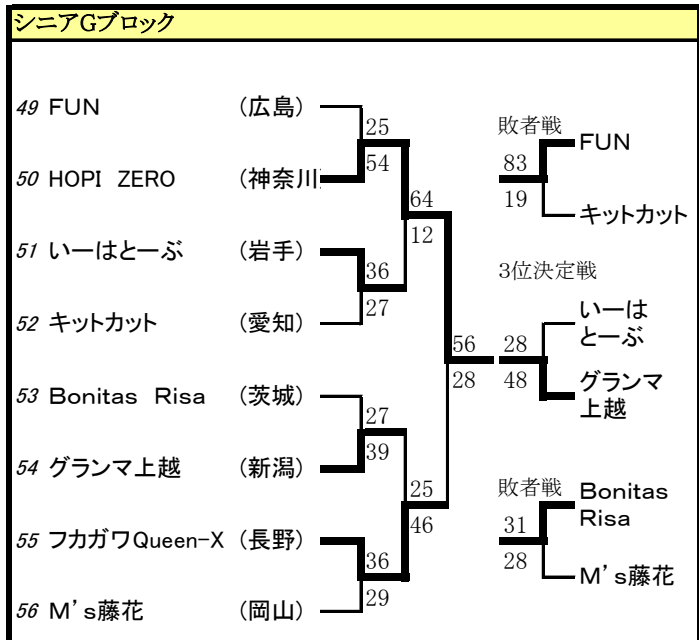 シニアGブロック
49 FUN (広島)
50 HOPI ZERO (神奈川
51 いーはとーぶ (岩手)
52 キットカット (愛知)
53 Bonitas Risa (茨城)
54 グランマ上越 (新潟)
55 フカガワQueen-X (長野)
56 M's藤花 (岡山)
25
54
36
27
27
39
36
29
64
12
25
46
56
28
敗者戦
83
19
FUN
キットカット
3位決定戦
28
48
いーは
とーぶ
グランマ
上越
敗者戦
31
28
Bonitas
Risa
M's藤花